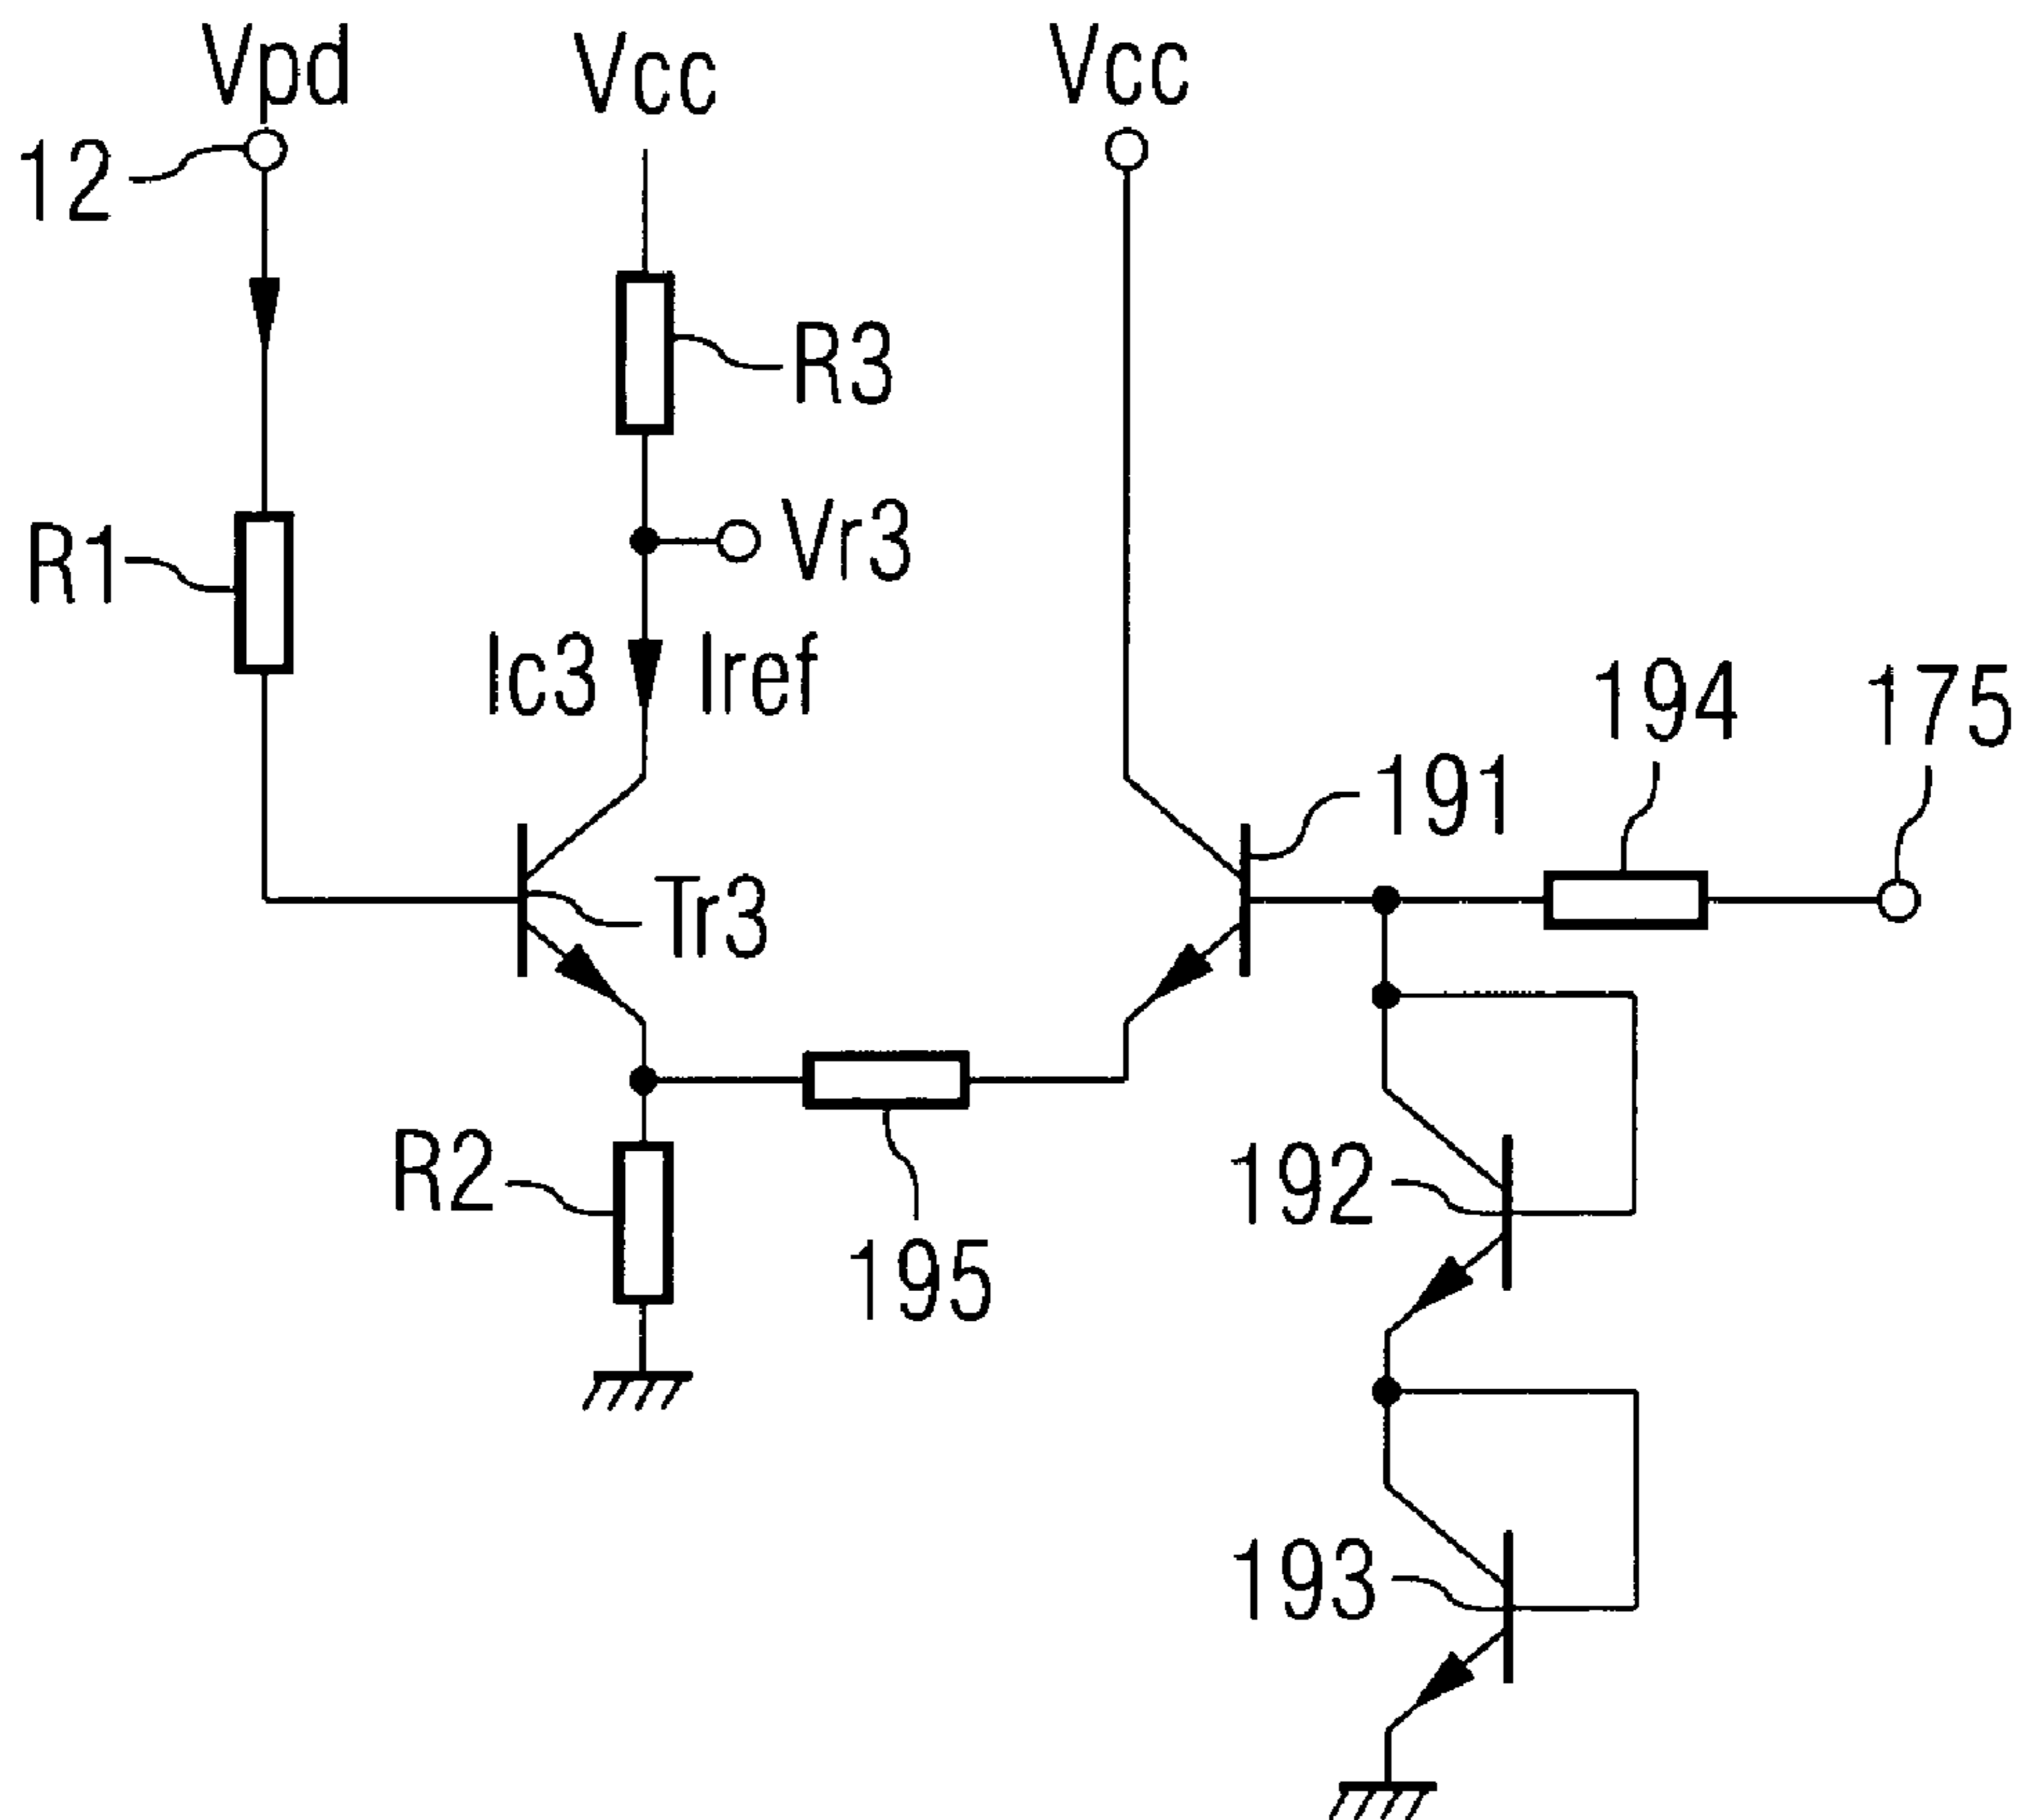 Vpd
Vcc
Vcc
12
R3
R1
Vr3
Ic3
Iref
194
175
191
Tr3
R2
195
192
193